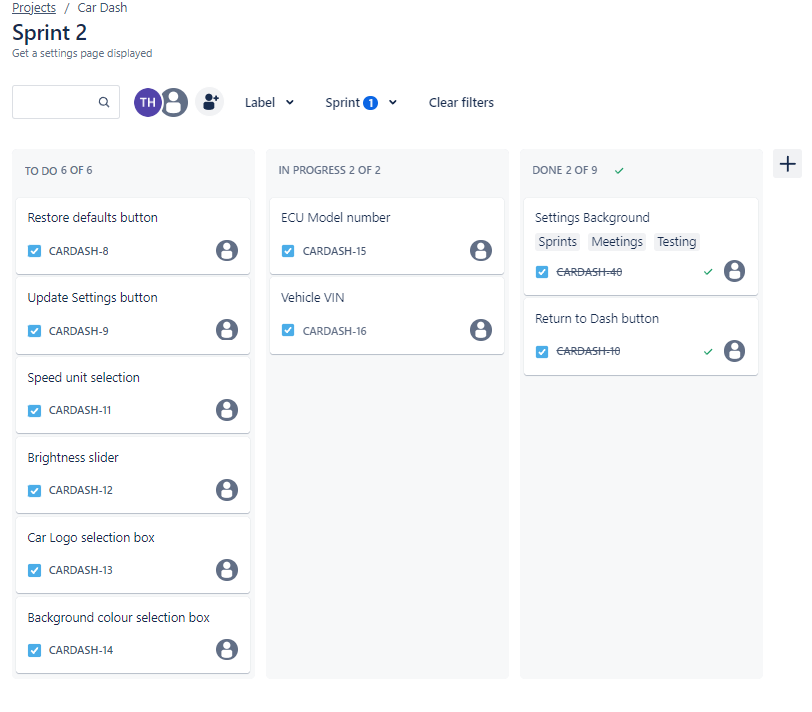 Projects / Car Dash
Sprint 2
Get a settings page displayed
TH
Label
Sprint 1
Clear filters
TO DO 6 OF 6
Restore defaults button
CARDASH-8
Update Settings button
CARDASH-9
Speed unit selection
CARDASH-11
Brightness slider
CARDASH-12
Car Logo selection box
CARDASH-13
Background colour selection box
CARDASH-14
IN PROGRESS 2 OF 2
ECU Model number
CARDASH-15
Vehicle VIN
CARDASH-16
DONE 2 OF 9
Settings Background
Sprints Meetings Testing
CARDASH-40
Return to Dash button
CARDASH-10